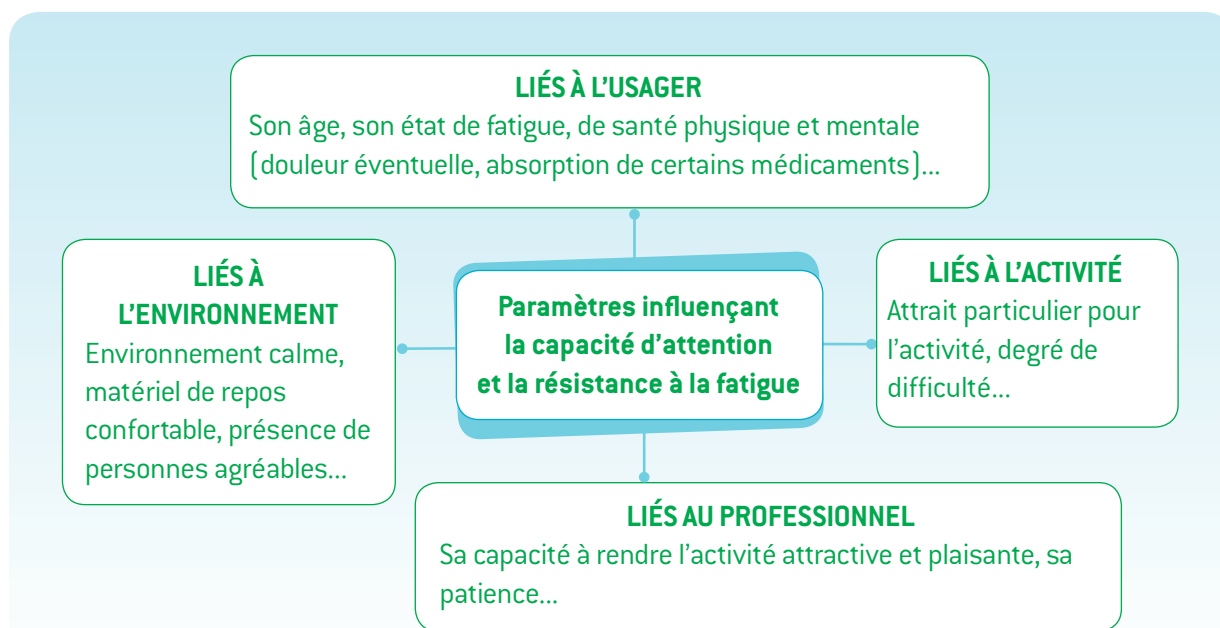 LIÉS À L'USAGER
Son âge, son état de fatigue, de santé physique et mentale
(douleur éventuelle, absorption de certains médicaments)...
LIÉS À
L'ENVIRONNEMENT
Environnement calme,
matériel de repos
confortable, présence de
personnes agréables...
Paramètres influençant
la capacité d'attention
et la résistance à la fatigue
LIÉS À L'ACTIVITÉ
Attrait particulier pour
l'activité, degré de
difficulté...
LIÉS AU PROFESSIONNEL
Sa capacité à rendre l'activité attractive et plaisante, sa
patience...